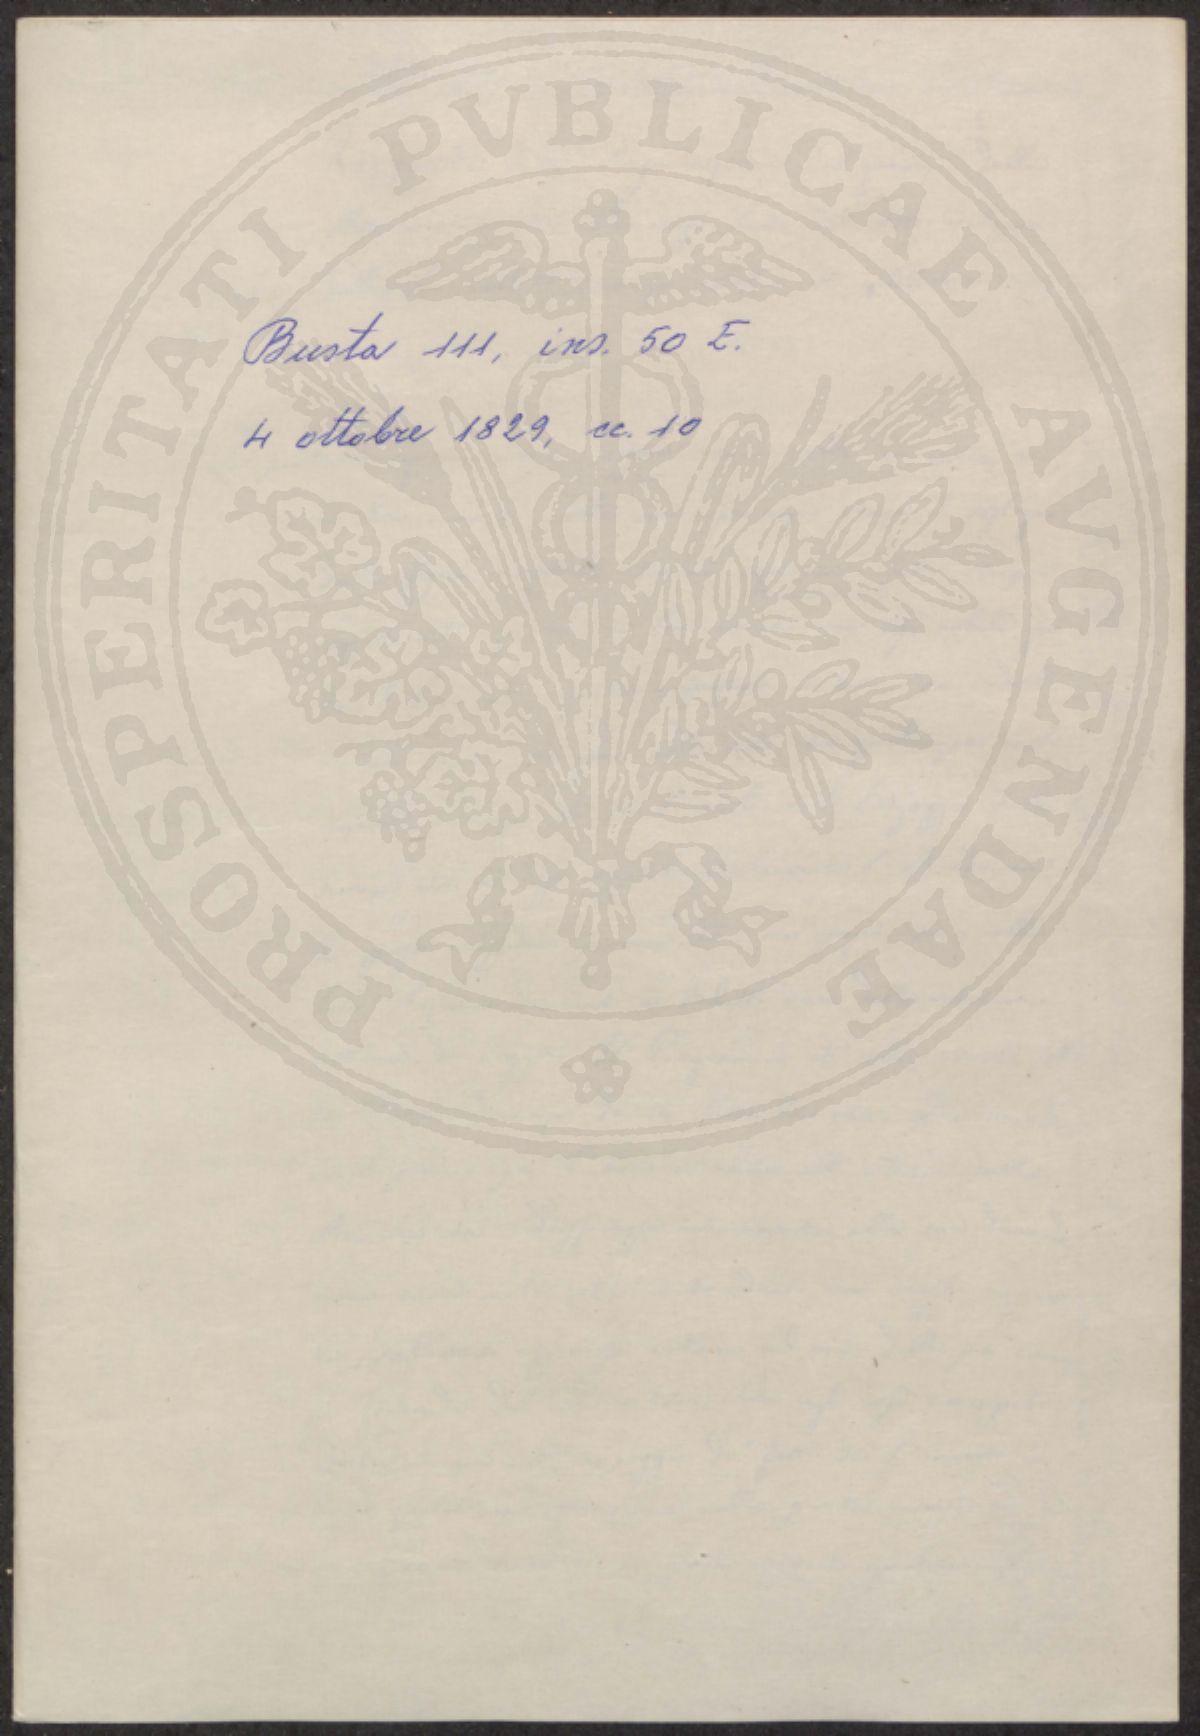 PROSPERITATI PVBLICAE AVGENDAE
Busta 111, ins. 50 E.
4 ottobre 1829, cc. 10